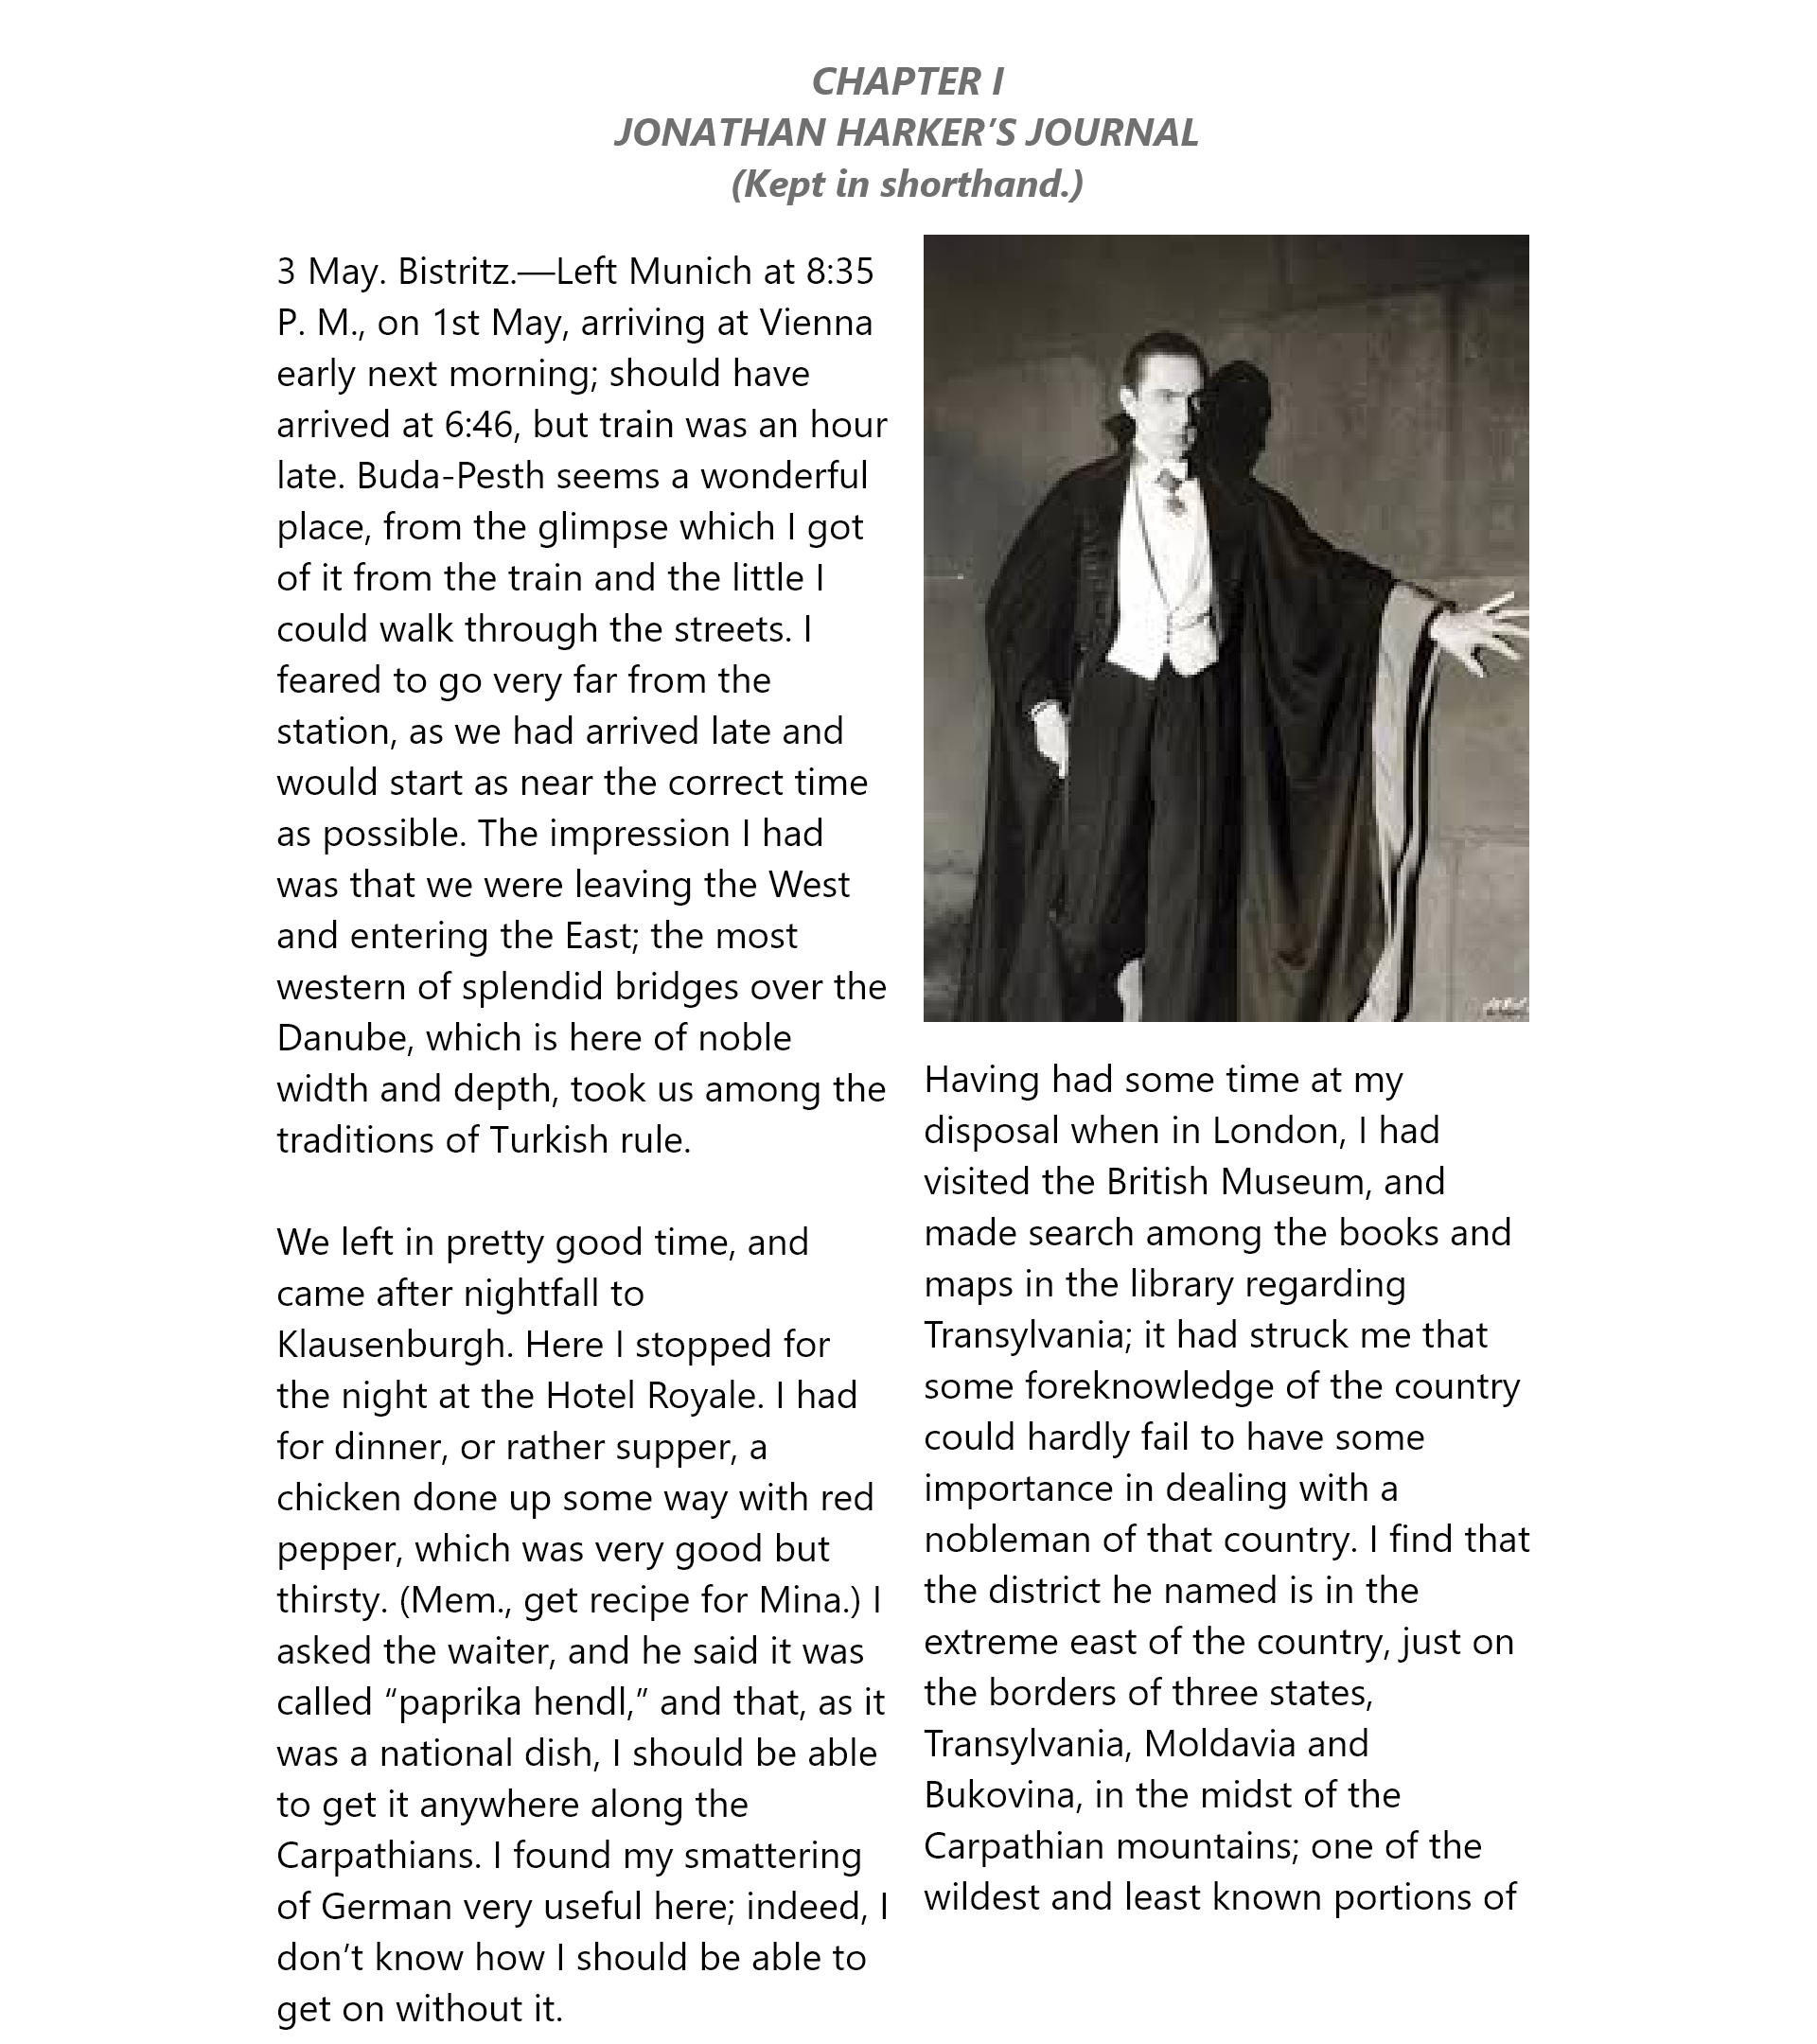 CHAPTER I
JONATHAN HARKER’S JOURNAL
(Kept in shorthand.)
3 May. Bistritz.—Left Munich at 8:35
P. M., on 1st May, arriving at Vienna
early next morning; should have
arrived at 6:46, but train was an hour
late. Buda-Pesth seems a wonderful
place, from the glimpse which I got
of it from the train and the little I
could walk through the streets. I
feared to go very far from the
station, as we had arrived late and
would start as near the correct time
as possible. The impression I had
was that we were leaving the West
and entering the East; the most
western of splendid bridges over the
Danube, which is here of noble
width and depth, took us among the
traditions of Turkish rule.
We left in pretty good time, and
came after nightfall to
Klausenburgh. Here I stopped for
the night at the Hotel Royale. I had
for dinner, or rather supper, a
chicken done up some way with red
pepper, which was very good but
thirsty. (Mem., get recipe for Mina.) I
asked the waiter, and he said it was
called “paprika hendl,” and that, as it
was a national dish, I should be able
to get it anywhere along the
Carpathians. I found my smattering
of German very useful here; indeed, I
don’t know how I should be able to
get on without it.
Having had some time at my
disposal when in London, I had
visited the British Museum, and
made search among the books and
maps in the library regarding
Transylvania; it had struck me that
some foreknowledge of the country
could hardly fail to have some
importance in dealing with a
nobleman of that country. I find that
the district he named is in the
extreme east of the country, just on
the borders of three states,
Transylvania, Moldavia and
Bukovina, in the midst of the
Carpathian mountains; one of the
wildest and least known portions of